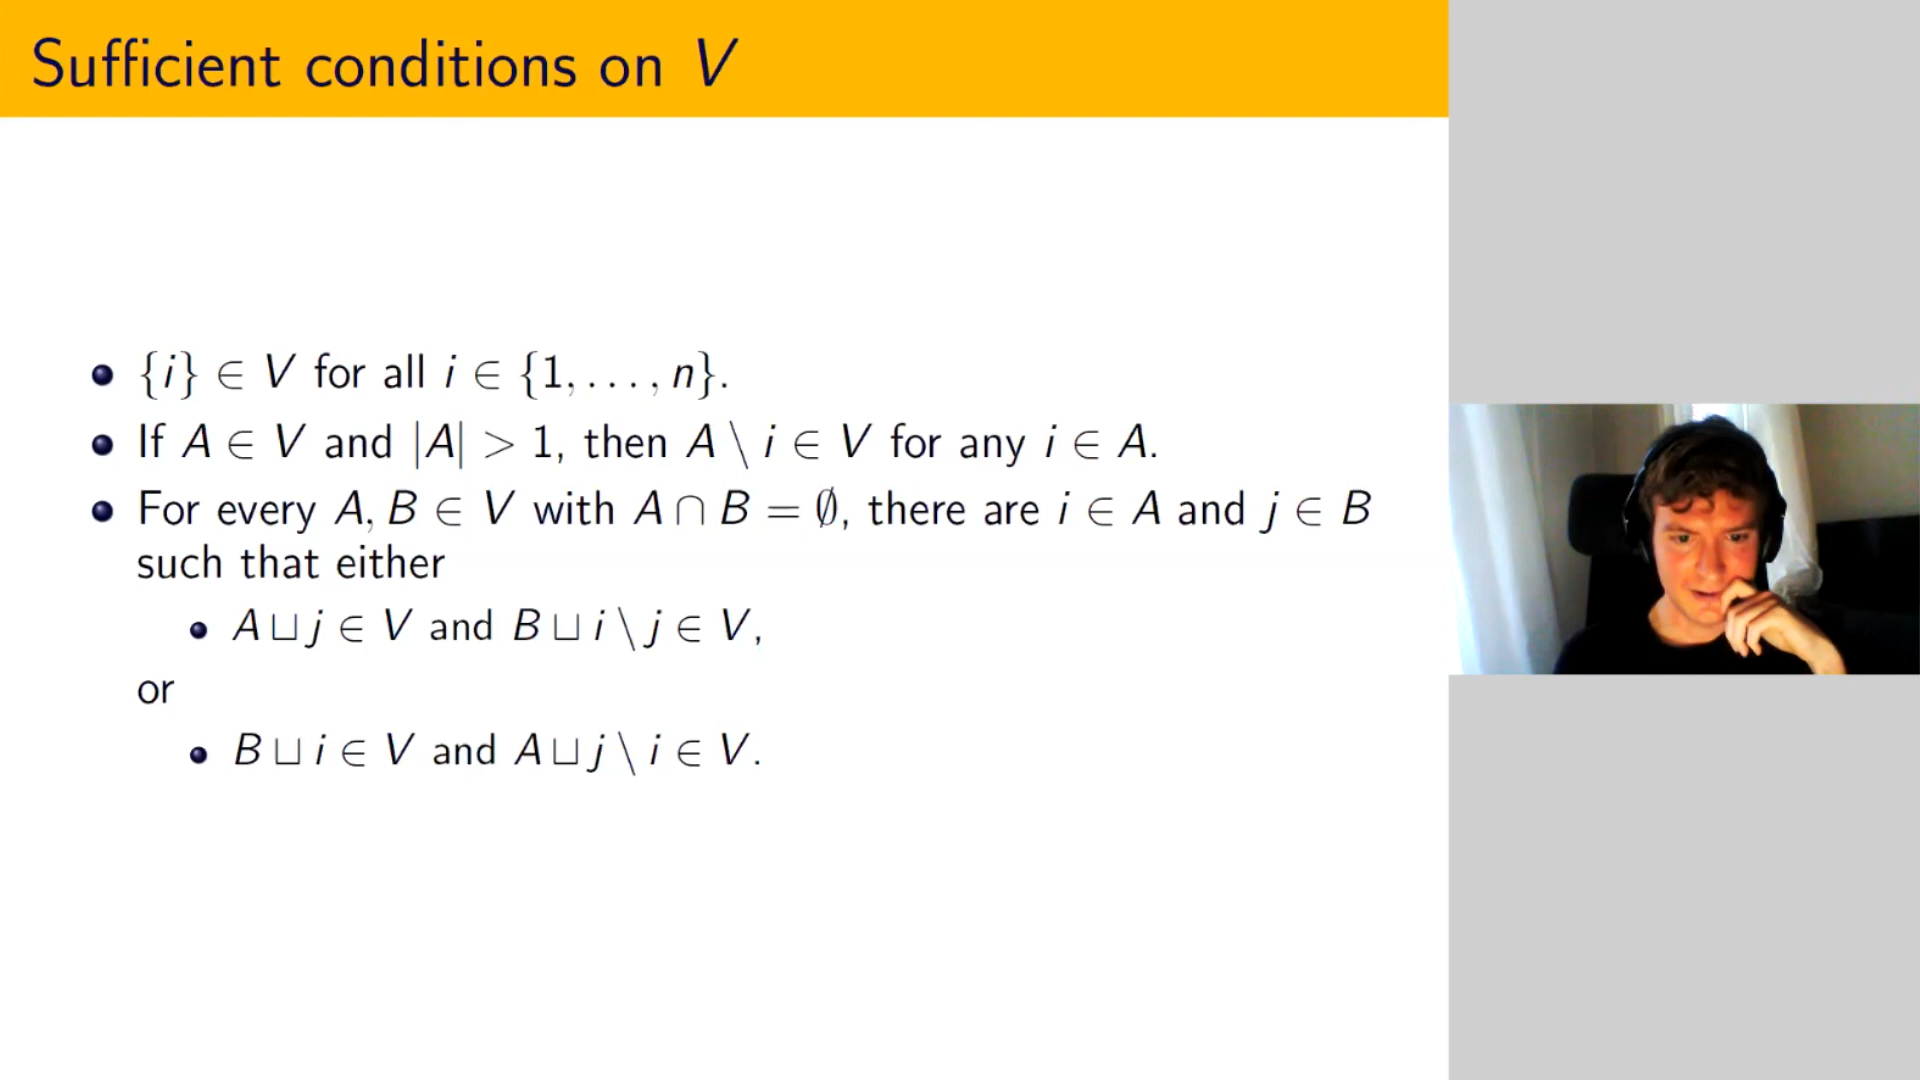 Sufficient conditions on V
• {i} ∈ V for all i ∈ {1, . . . , n}.
• If A ∈ V and |A| > 1, then A \ i ∈ V for any i ∈ A.
• For every A, B ∈ V with A ∩ B = ∅, there are i ∈ A and j ∈ B
such that either
• A ⊔ j ∈ V and B ⊔ i \ j ∈ V,
or
• B ⊔ i ∈ V and A ⊔ j \ i ∈ V.